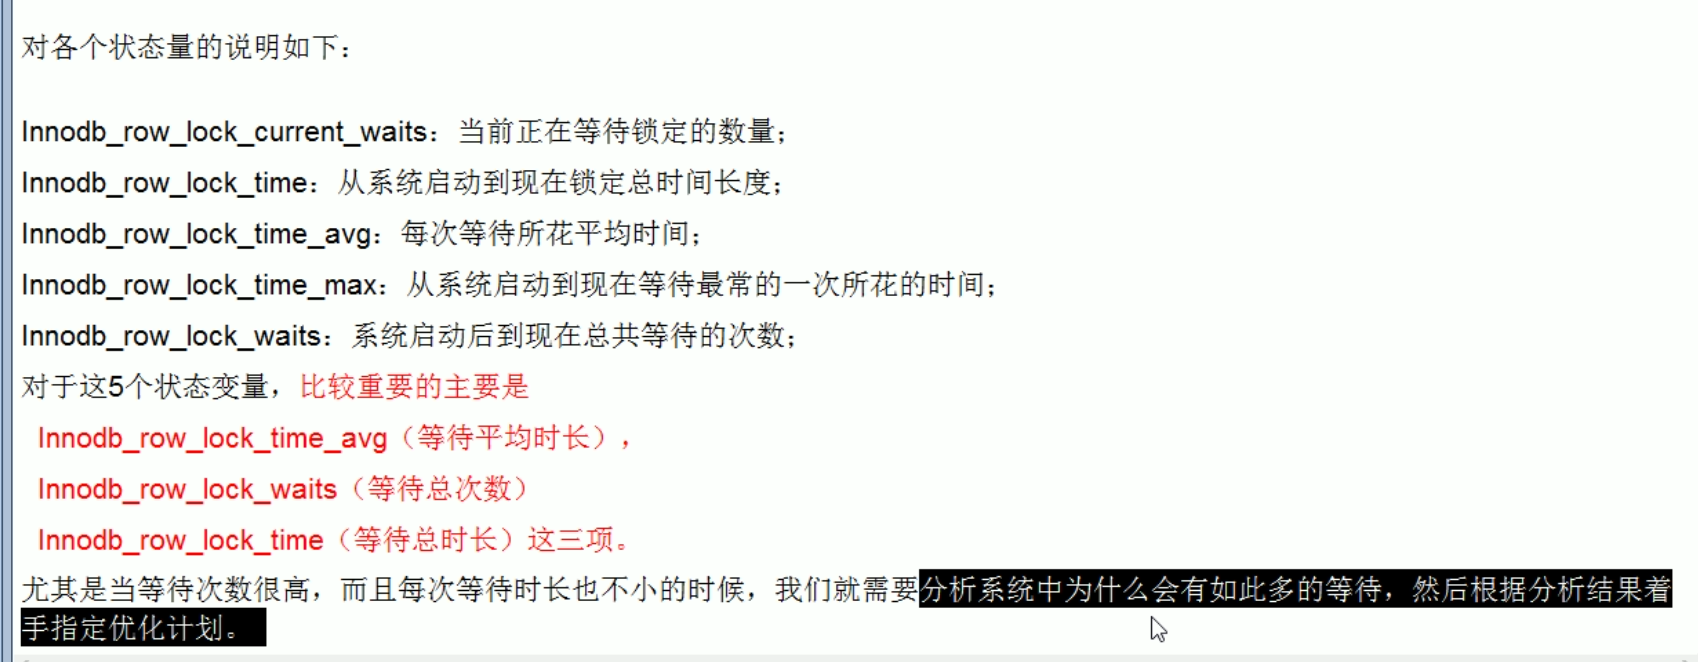 对各个状态量的说明如下：
Innodb_row_lock_current_waits：当前正在等待锁定的数量；
Innodb_row_lock_time：从系统启动到现在锁定总时间长度；
Innodb_row_lock_time_avg：每次等待所花平均时间；
Innodb_row_lock_time_max：从系统启动到现在等待最常的一次所花的时间；
Innodb_row_lock_waits：系统启动后到现在总共等待的次数；
对于这5个状态变量，比较重要的主要是
Innodb_row_lock_time_avg（等待平均时长），
Innodb_row_lock_waits（等待总次数）
Innodb_row_lock_time（等待总时长）这三项。
尤其是当等待次数很高，而且每次等待时长也不小的时候，我们就需要分析系统中为什么会有如此多的等待，然后根据分析结果着
手指定优化计划。